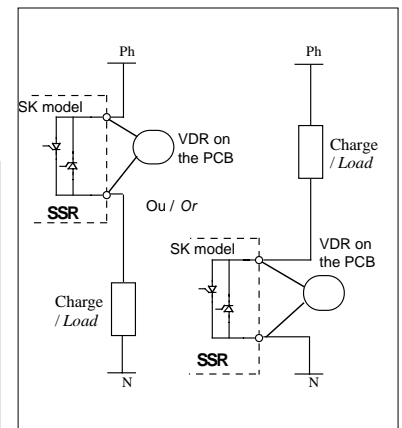 Ph
SK model
VDR on
the PCB
SSR
Ou / Or
Charge
/ Load
N
Ph
Charge
/ Load
SK model
VDR on
the PCB
SSR
N